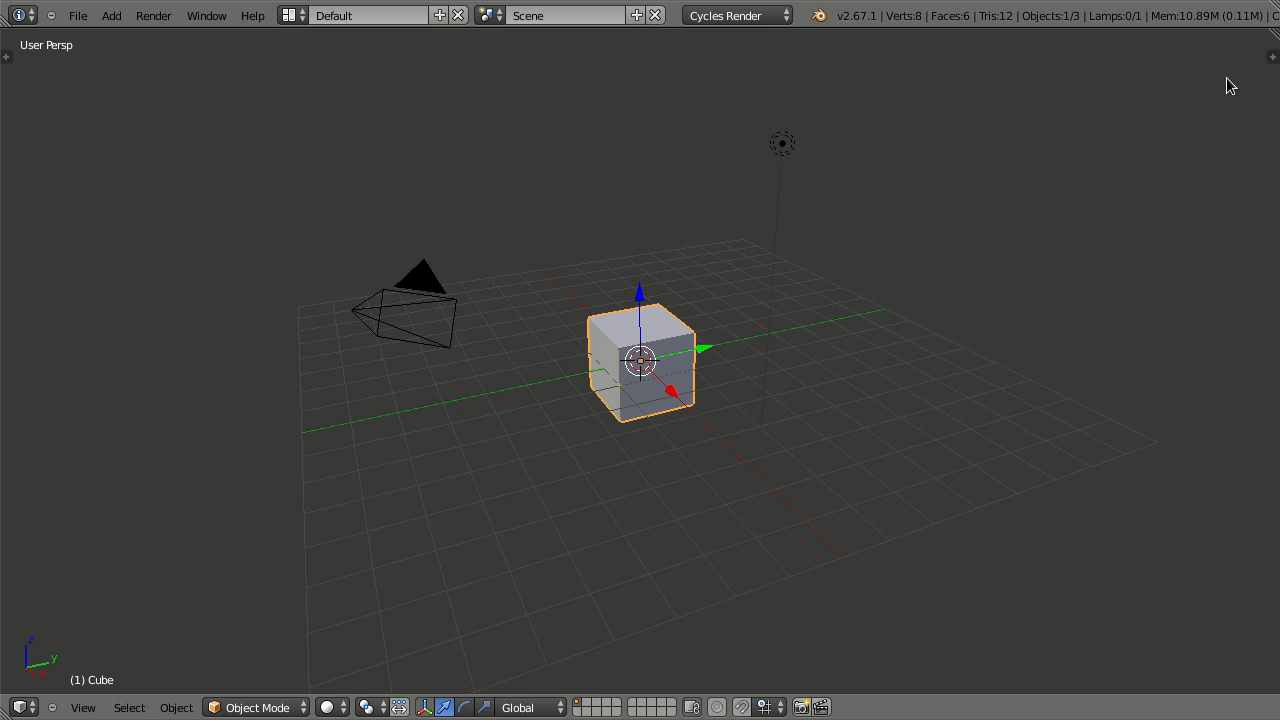 File Add Render Window Help Default Scene Cycles Render v2.67.1 | Verts:8 | Faces:6 | Tris:12 | Objects:1/3 | Lamps:0/1 | Mem:10.89M (0.11M) | C
User Persp
z
y
x
(1) Cube
View Select Object Object Mode Global